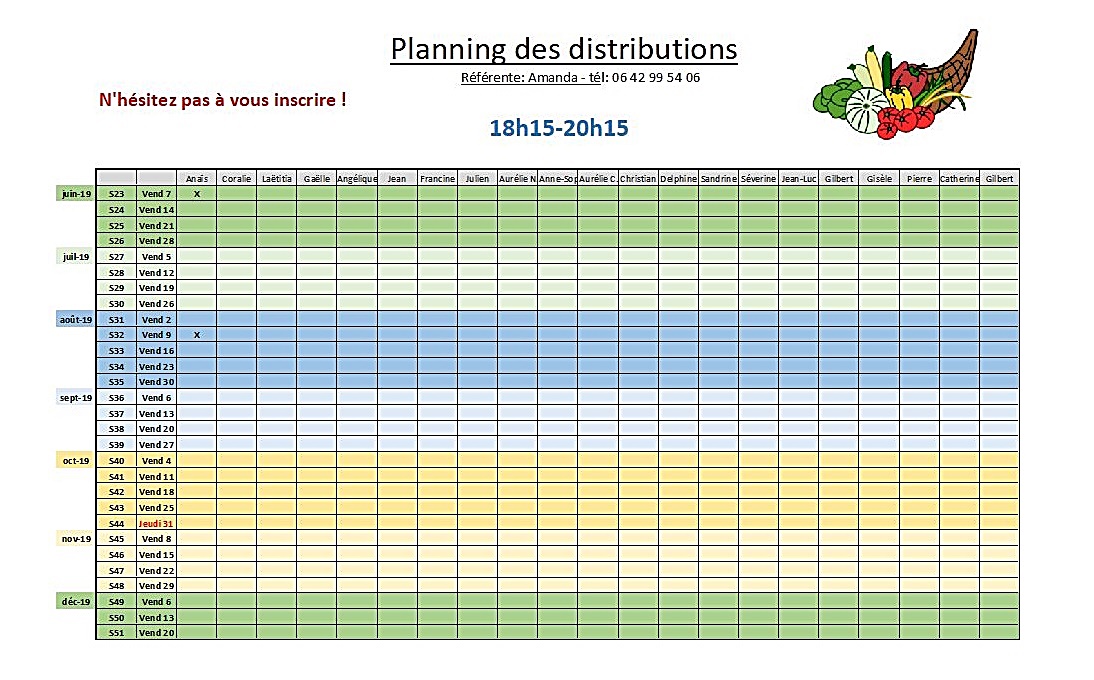 Planning des distributions
Référente: Amanda - tél: 06 42 99 54 06
N'hésitez pas à vous inscrire !
18h15-20h15
Anaïs Coralie Laëtitia Gaëlle Angélique Jean Francine Julien Aurélie N Anne-Sop Aurélie C. Christian Delphine Sandrine Séverine Jean-Luc Gilbert Gisèle Pierre Catherine Gilbert
juin-19 S23 Vend 7 X
S24 Vend 14
S25 Vend 21
S26 Vend 28
juil-19 S27 Vend 5
S28 Vend 12
S29 Vend 19
S30 Vend 26
août-19 S31 Vend 2
S32 Vend 9 X
S33 Vend 16
S34 Vend 23
S35 Vend 30
sept-19 S36 Vend 6
S37 Vend 13
S38 Vend 20
S39 Vend 27
oct-19 S40 Vend 4
S41 Vend 11
S42 Vend 18
S43 Vend 25
S44 Jeudi 31
nov-19 S45 Vend 8
S46 Vend 15
S47 Vend 22
S48 Vend 29
déc-19 S49 Vend 6
S50 Vend 13
S51 Vend 20